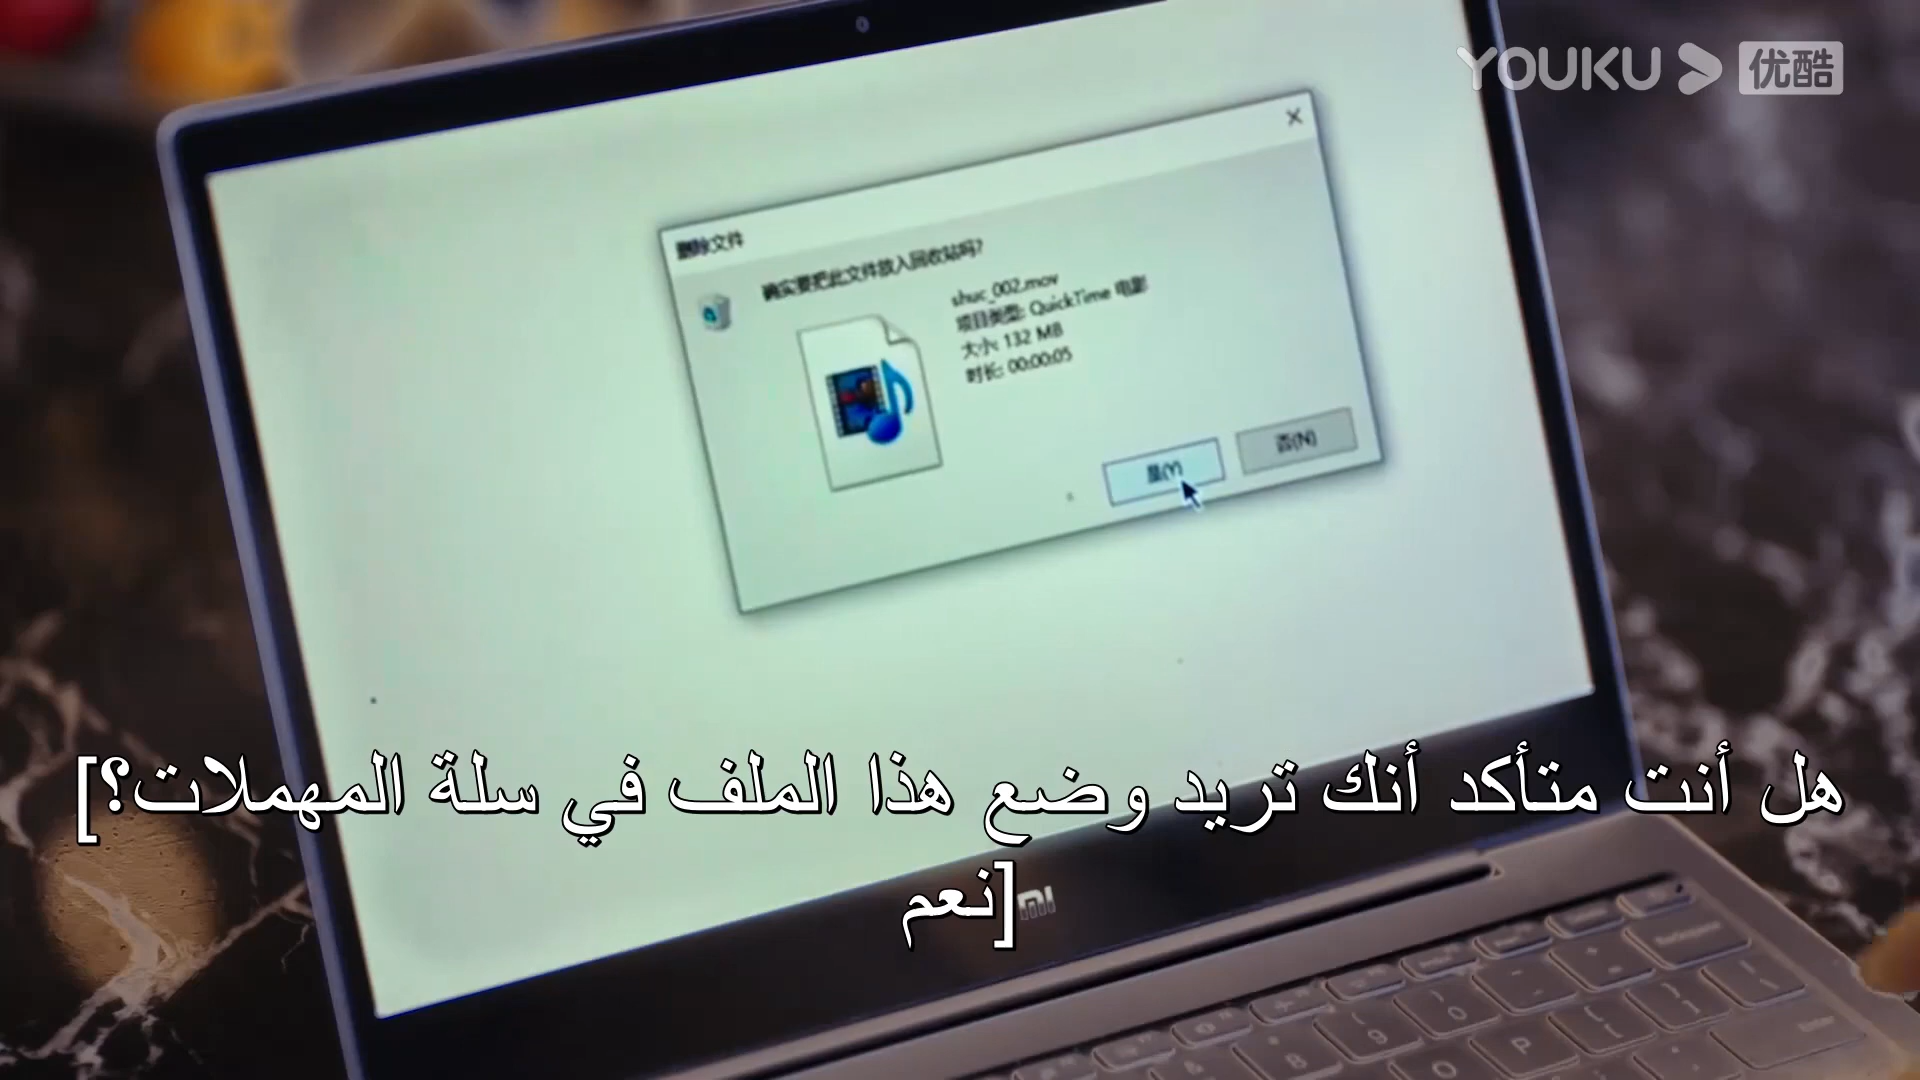 YOUKU 优酷
删除文件
确实要把此文件放入回收站吗?
shuc_002.mov
项目类型: QuickTime 电影
大小: 132 MB
时长: 00:00:05
是(Y)
否(N)
هل أنت متأكد أنك تريد وضع هذا الملف في سلة المهملات؟]
[نعم
mi